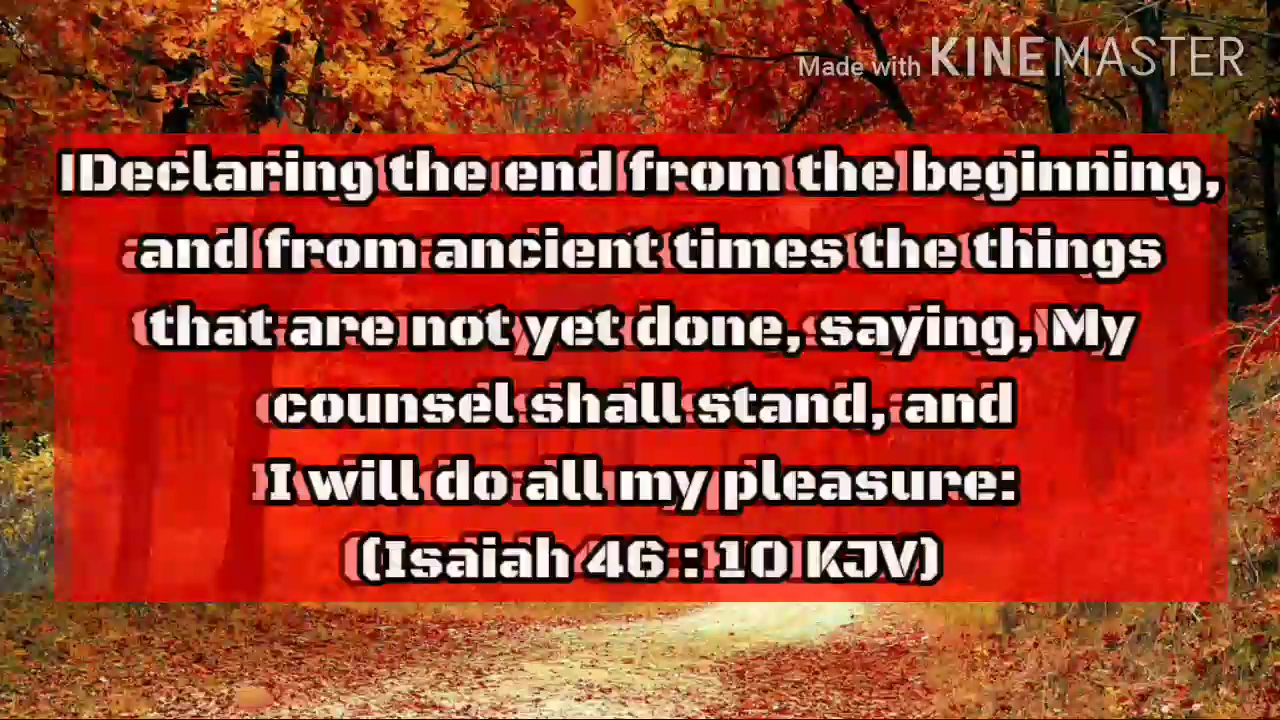 Made with KINEMASTER
Declaring the end from the beginning,
and from ancient times the things
that are not yet done, saying, My
counsel shall stand, and
I will do all my pleasure:
(Isaiah 46 : 10 KJV)